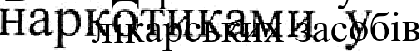 наркотиками у
лікарських засобів